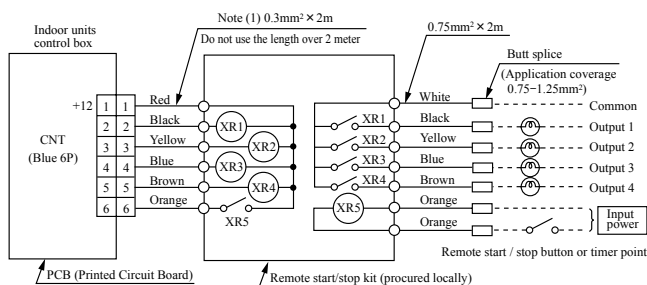 Note (1) 0.3mm² × 2m
0.75mm² × 2m
Indoor units
control box
Do not use the length over 2 meter
Butt splice
(Application coverage
0.75−1.25mm²)
+12 1 1 Red White Common
2 2 Black XR1 XR1 Black Output 1
CNT
(Blue 6P)
3 3 Yellow XR2 XR2 Yellow Output 2
4 4 Blue XR3 XR3 Blue Output 3
5 5 Brown XR4 XR4 Brown Output 4
6 6 Orange XR5 XR5 Orange
Orange
Input
power
Remote start / stop button or timer point
PCB (Printed Circuit Board)
Remote start/stop kit (procured locally)